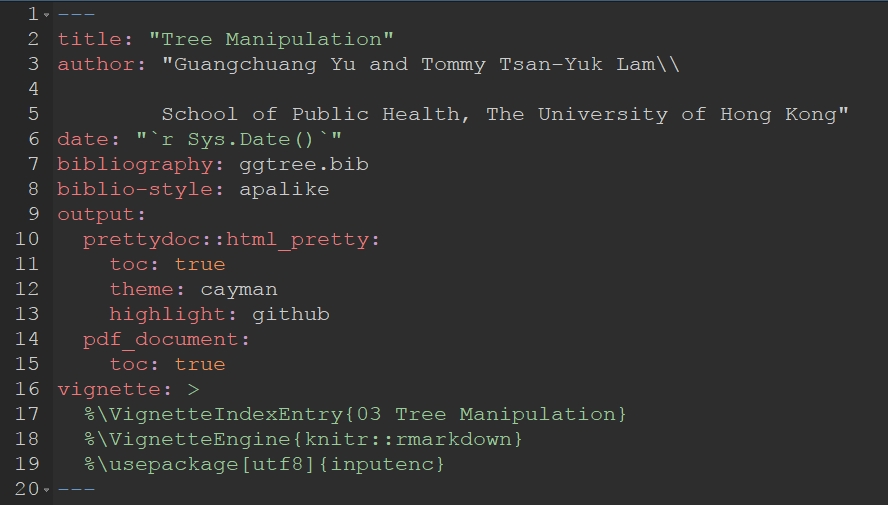 1 ---
2 title: "Tree Manipulation"
3 author: "Guangchuang Yu and Tommy Tsan-Yuk Lam\\
4
5         School of Public Health, The University of Hong Kong"
6 date: "`r Sys.Date()`"
7 bibliography: ggtree.bib
8 biblio-style: apalike
9 output:
10   prettydoc::html_pretty:
11     toc: true
12     theme: cayman
13     highlight: github
14   pdf_document:
15     toc: true
16 vignette: >
17   %\VignetteIndexEntry{03 Tree Manipulation}
18   %\VignetteEngine{knitr::rmarkdown}
19   %\usepackage[utf8]{inputenc}
20 ---